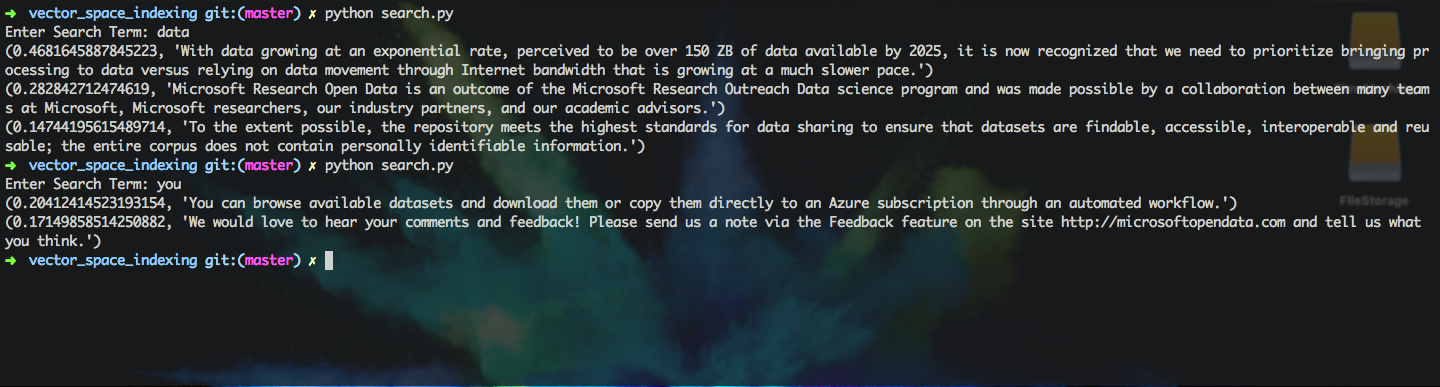 ➜ vector_space_indexing git:(master) ✗ python search.py
Enter Search Term: data
(0.4681645887845223, 'With data growing at an exponential rate, perceived to be over 150 ZB of data available by 2025, it is now recognized that we need to prioritize bringing pr
ocessing to data versus relying on data movement through Internet bandwidth that is growing at a much slower pace.')
(0.282842712474619, 'Microsoft Research Open Data is an outcome of the Microsoft Research Outreach Data science program and was made possible by a collaboration between many team
s at Microsoft, Microsoft researchers, our industry partners, and our academic advisors.')
(0.14744195615489714, 'To the extent possible, the repository meets the highest standards for data sharing to ensure that datasets are findable, accessible, interoperable and reu
sable; the entire corpus does not contain personally identifiable information.')
➜ vector_space_indexing git:(master) ✗ python search.py
Enter Search Term: you
(0.20412414523193154, 'You can browse available datasets and download them or copy them directly to an Azure subscription through an automated workflow.')
FileStorage
(0.17149858514250882, 'We would love to hear your comments and feedback! Please send us a note via the Feedback feature on the site http://microsoftopendata.com and tell us what
you think.')
➜ vector_space_indexing git:(master) ✗